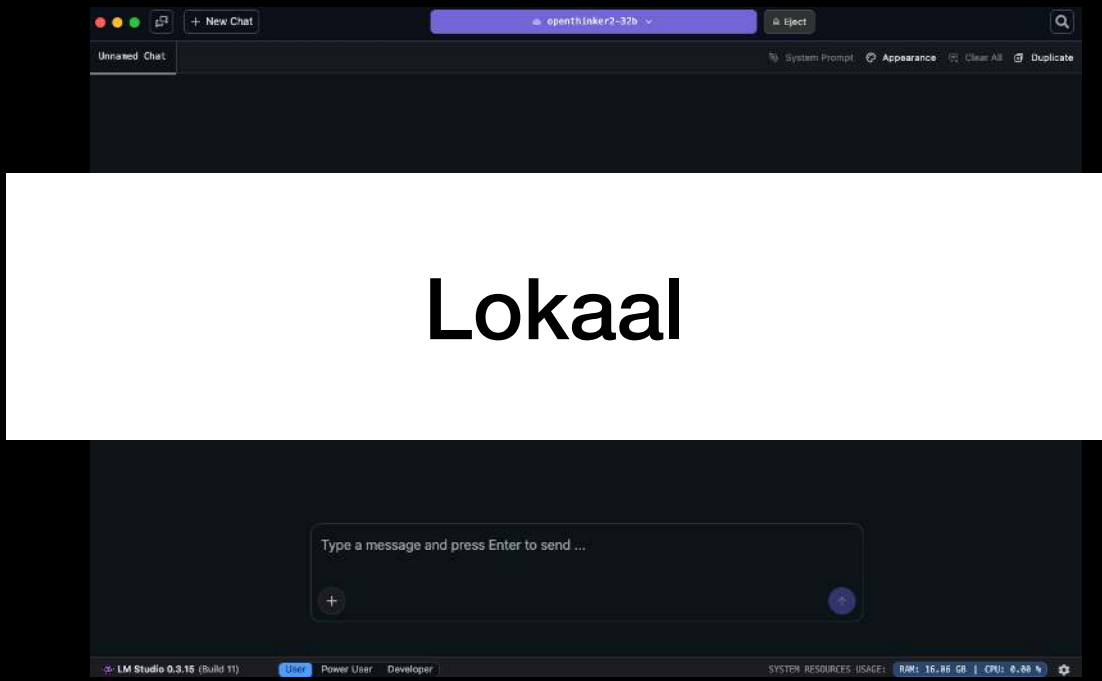 + New Chat
openthinker2-32b
Eject
Unnamed Chat
System Prompt Appearance Clear All Duplicate
Lokaal
Type a message and press Enter to send ...
+
LM Studio 0.3.15 (Build 11) User Power User Developer SYSTEM RESOURCES USAGE: RAM: 16.06 GB | CPU: 0.00 %